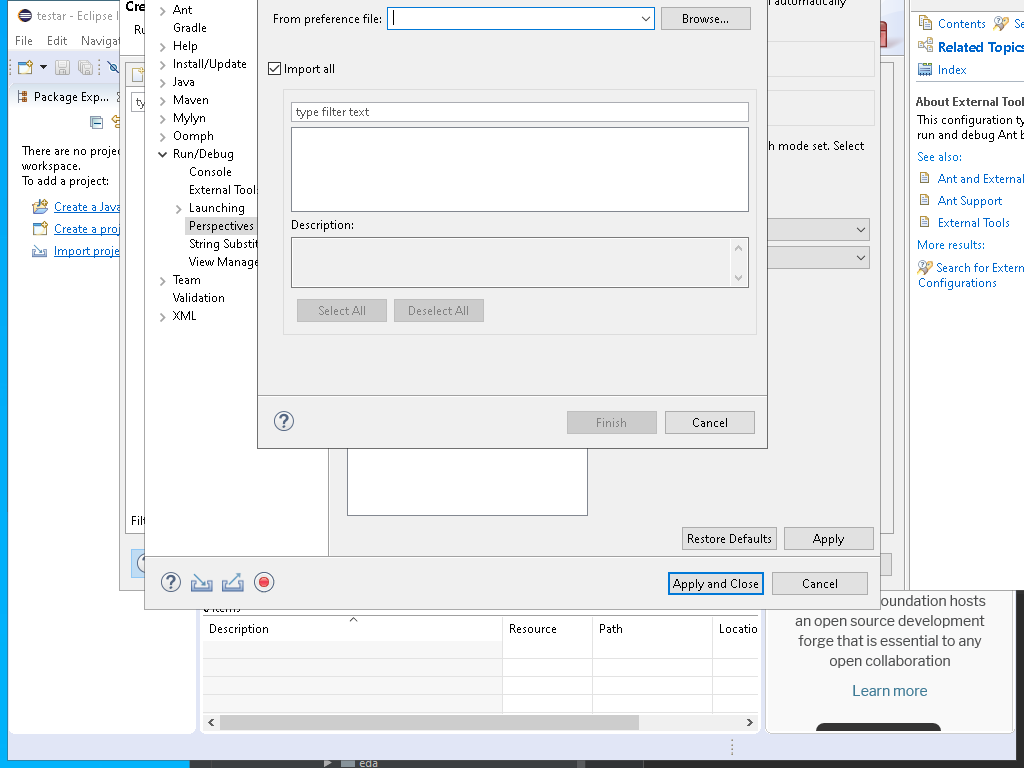 testar - Eclipse I
File Edit Navigat
Package Exp...
There are no proje
workspace.
To add a project:
Create a Java
Create a proj
Import proje
Cre
Ru
ty
Filt
Ant
Gradle
Help
Install/Update
Java
Maven
Mylyn
Oomph
Run/Debug
Console
External Tools
Launching
Perspectives
String Substit
View Manage
Team
Validation
XML
From preference file:
Browse...
Import all
type filter text
Description:
Select All
Deselect All
Finish
Cancel
automatically
h mode set. Select
Restore Defaults
Apply
Apply and Close
Cancel
Contents
Se
Related Topics
Index
About External Tool
This configuration ty
run and debug Ant b
See also:
Ant and External
Ant Support
External Tools
More results:
Search for Extern
Configurations
Description
Resource
Path
Locatio
oundation hosts
an open source development
forge that is essential to any
open collaboration
Learn more
eda